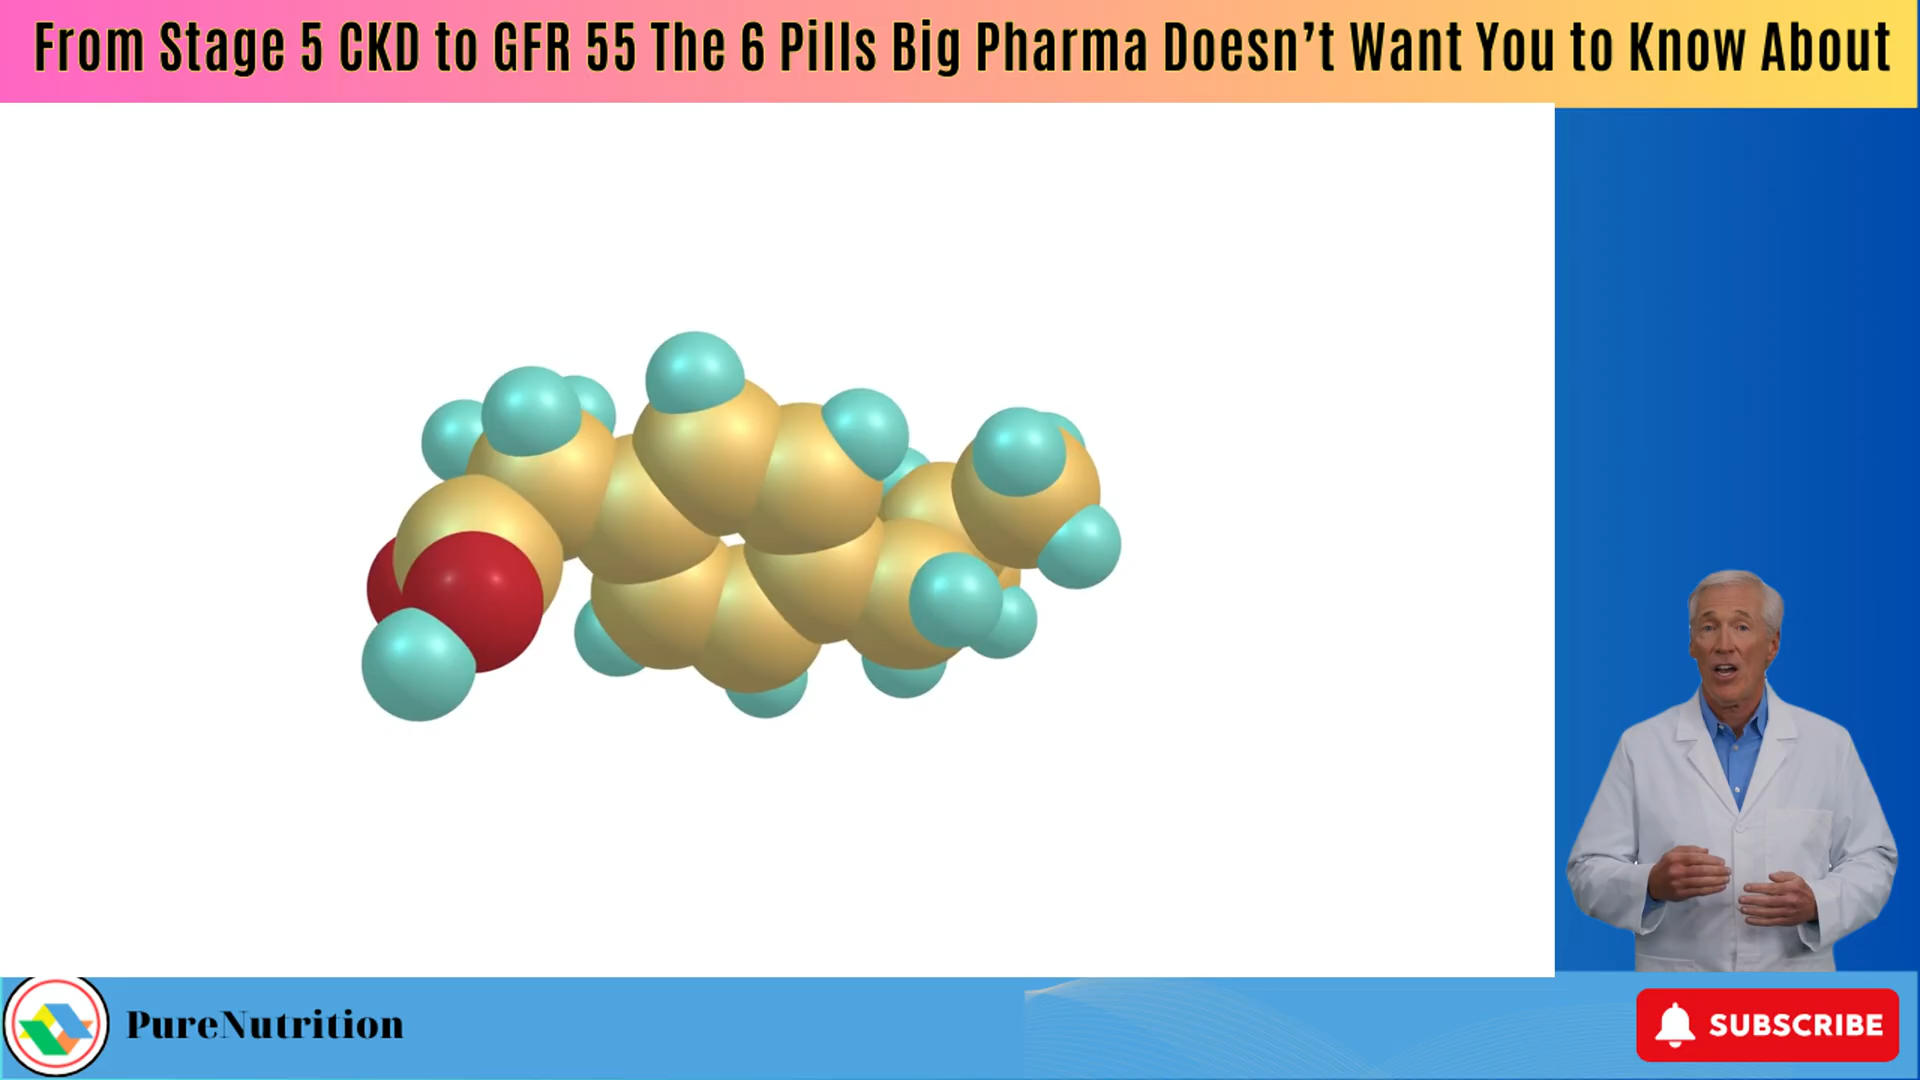 From Stage 5 CKD to GFR 55 The 6 Pills Big Pharma Doesn’t Want You to Know About
PureNutrition
SUBSCRIBE